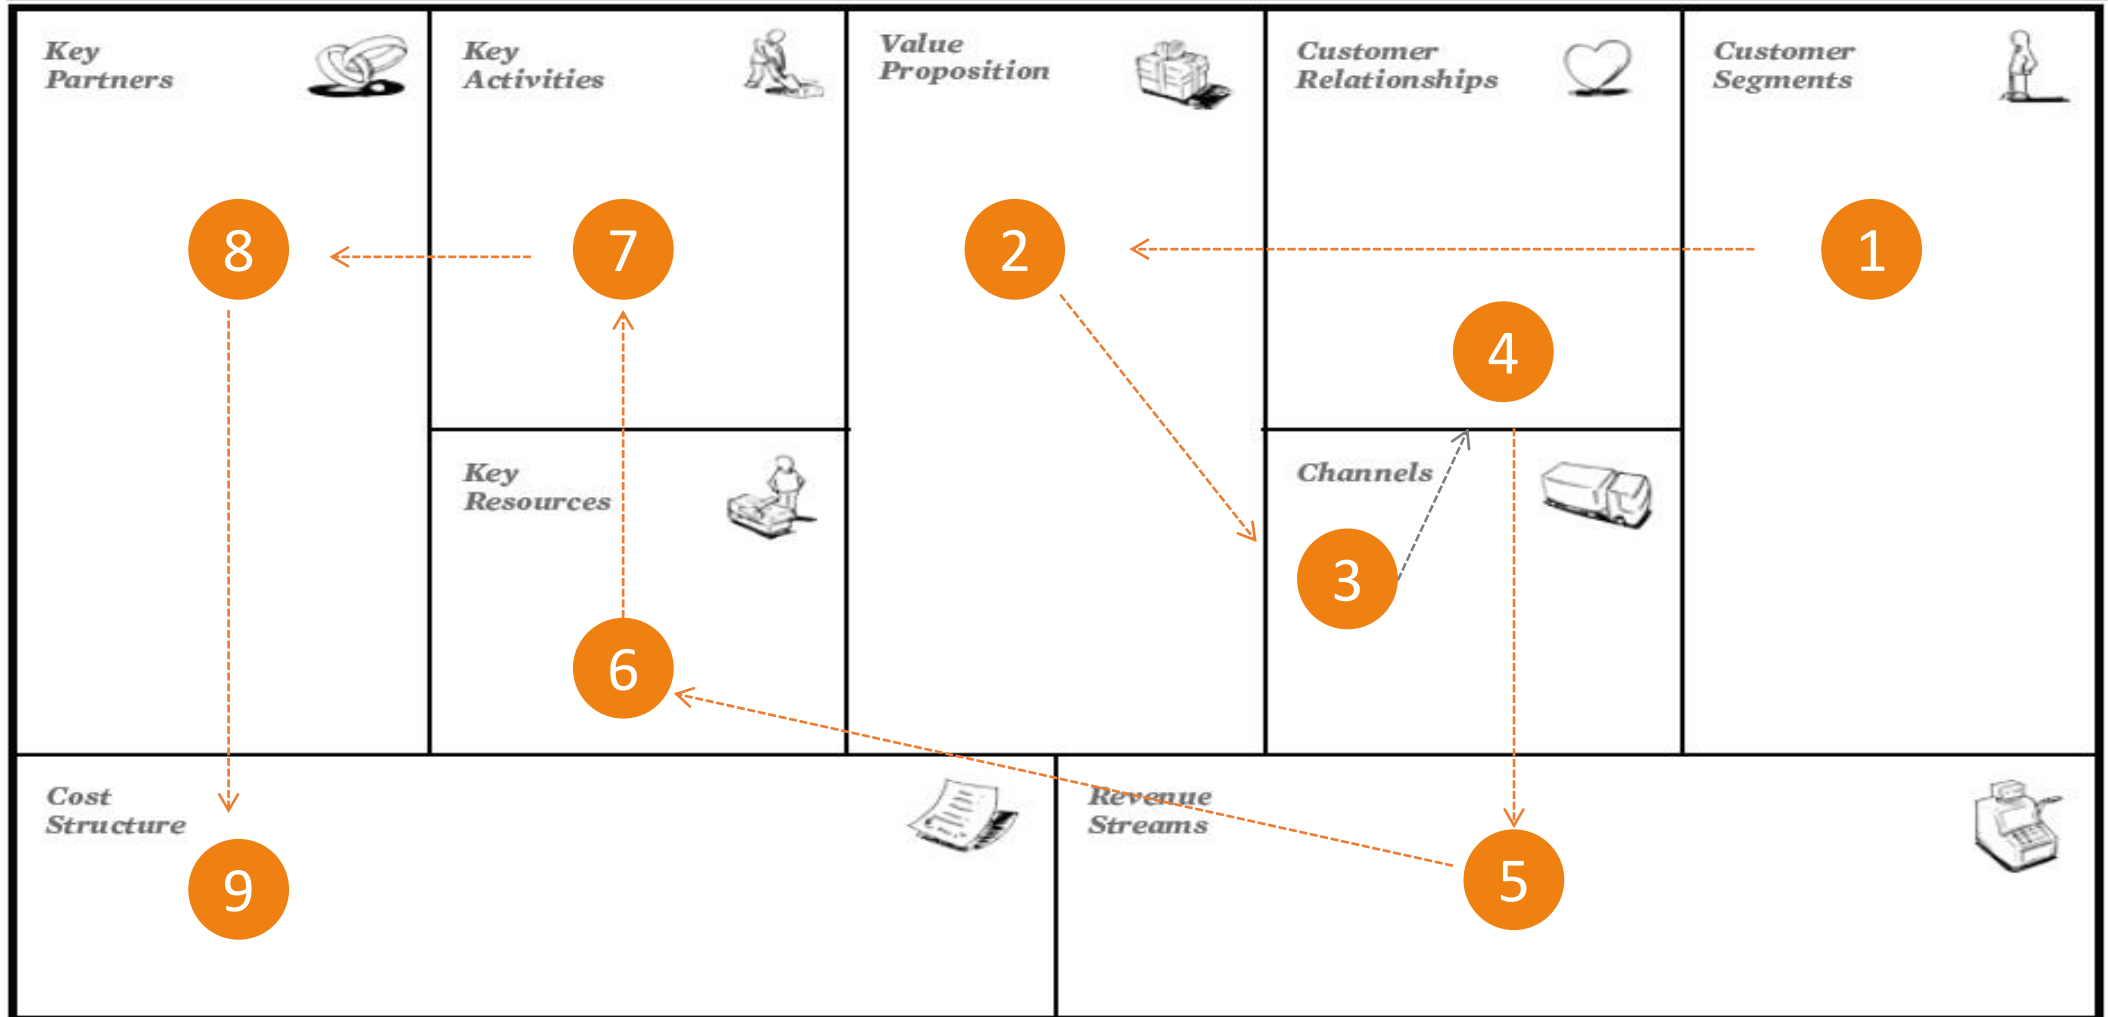 Key
Partners
8
Key
Activities
7
Key
Resources
6
Value
Proposition
2
Customer
Relationships
4
Channels
3
Customer
Segments
1
Cost
Structure
9
Revenue
Streams
5